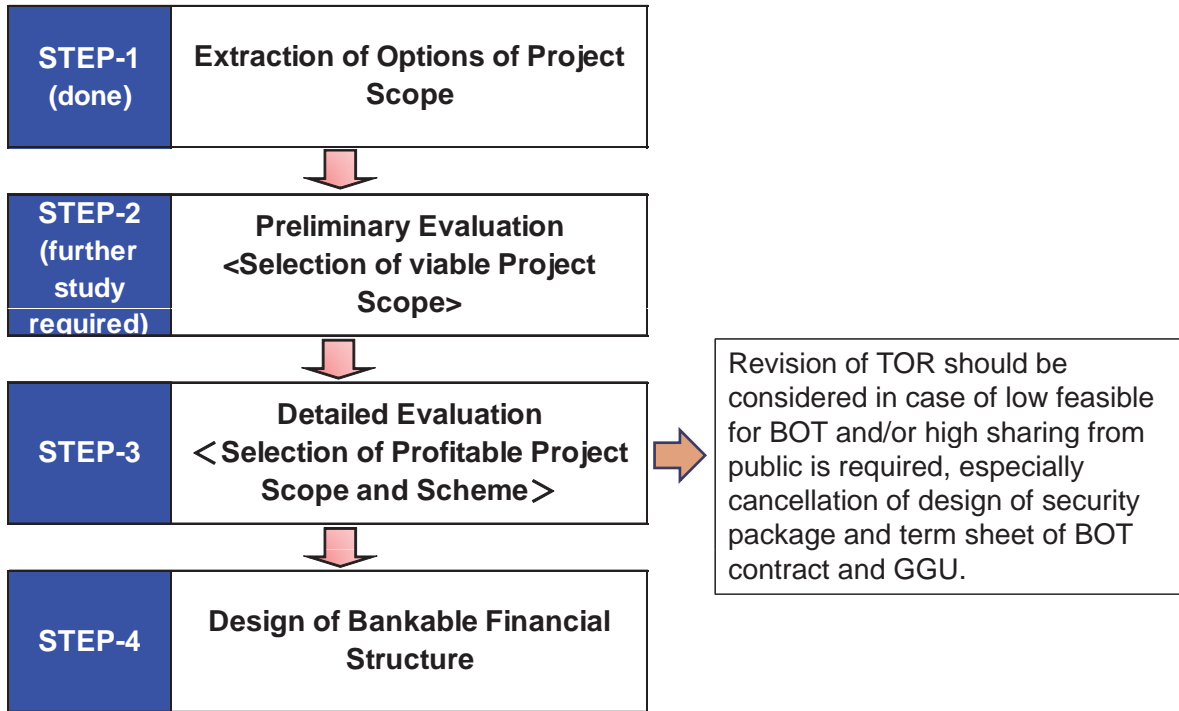 STEP-1
(done)
Extraction of Options of Project
Scope
STEP-2
(further
study
required)
Preliminary Evaluation
<Selection of viable Project
Scope>
STEP-3
Detailed Evaluation
＜Selection of Profitable Project
Scope and Scheme＞
Revision of TOR should be
considered in case of low feasible
for BOT and/or high sharing from
public is required, especially
cancellation of design of security
package and term sheet of BOT
contract and GGU.
STEP-4
Design of Bankable Financial
Structure